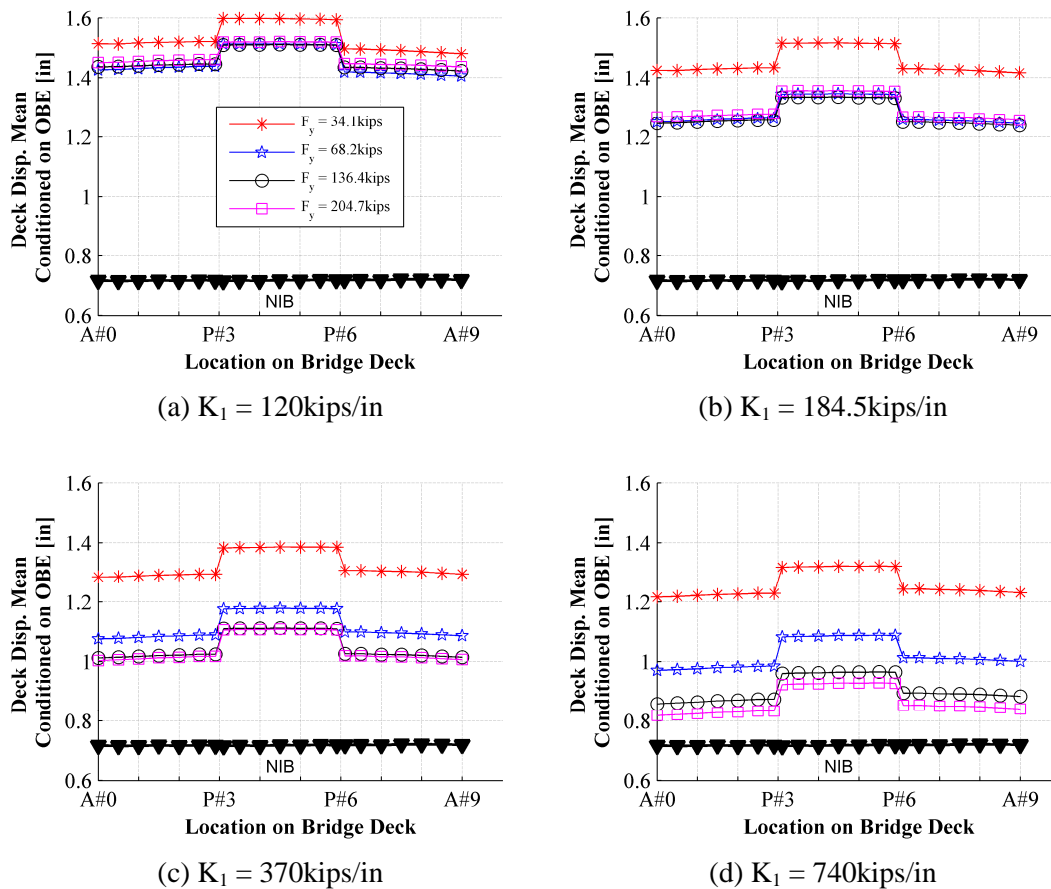 1.6
1.4
1.2
1
0.8
0.6
Deck Disp. Mean
Conditioned on OBE [in]
F_y = 34.1kips
F_y = 68.2kips
F_y = 136.4kips
F_y = 204.7kips
NIB
A#0 P#3 P#6 A#9
Location on Bridge Deck
(a) K₁ = 120kips/in
1.6
1.4
1.2
1
0.8
0.6
Deck Disp. Mean
Conditioned on OBE [in]
NIB
A#0 P#3 P#6 A#9
Location on Bridge Deck
(b) K₁ = 184.5kips/in
1.6
1.4
1.2
1
0.8
0.6
Deck Disp. Mean
Conditioned on OBE [in]
NIB
A#0 P#3 P#6 A#9
Location on Bridge Deck
(c) K₁ = 370kips/in
1.6
1.4
1.2
1
0.8
0.6
Deck Disp. Mean
Conditioned on OBE [in]
NIB
A#0 P#3 P#6 A#9
Location on Bridge Deck
(d) K₁ = 740kips/in